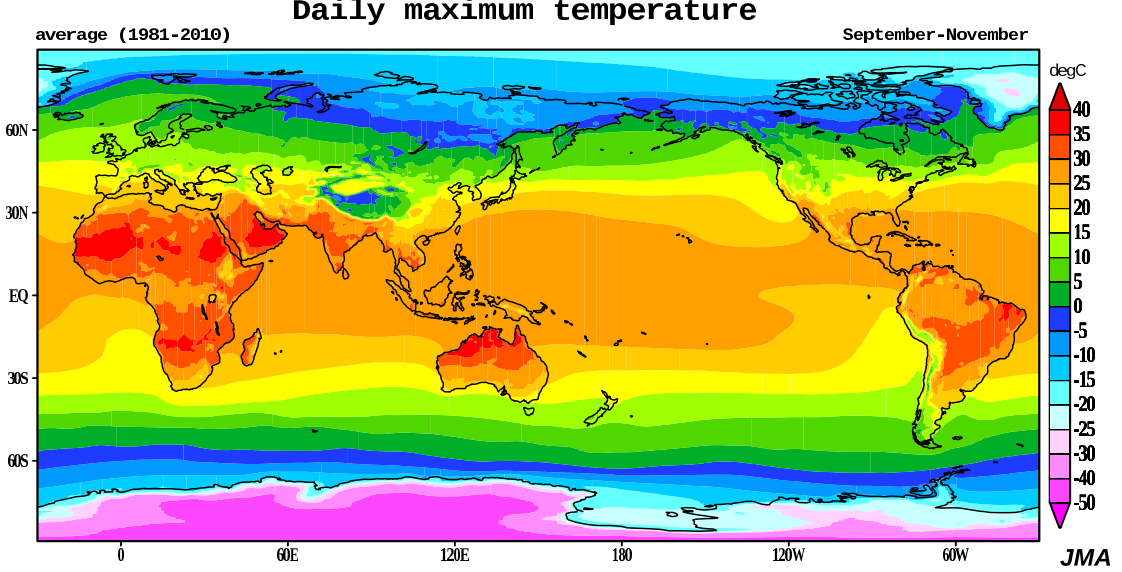 Daily maximum temperature
average (1981-2010)
September-November
degC
40
35
30
25
20
15
10
5
0
-5
-10
-15
-20
-25
-30
-40
-50
60N
30N
EQ
30S
60S
0
60E
120E
180
120W
60W
JMA